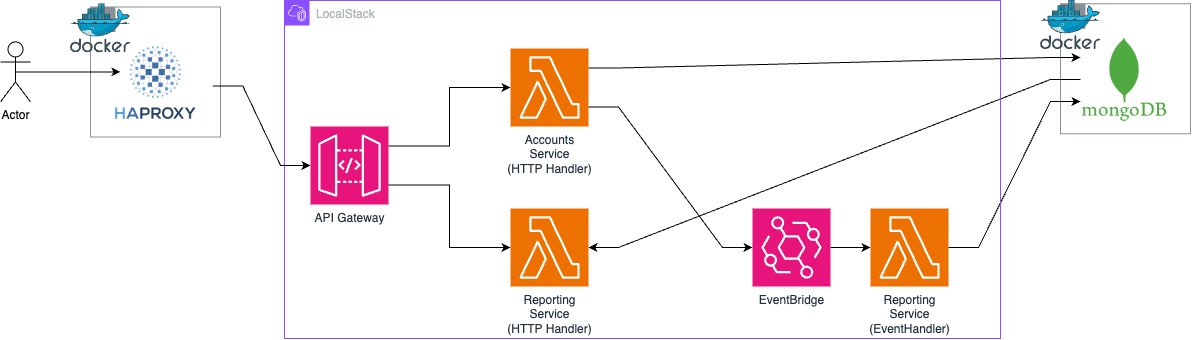 docker
LocalStack
docker
HAPROXY
Actor
mongoDB
Accounts
Service
(HTTP Handler)
API Gateway
Reporting
Service
(HTTP Handler)
EventBridge
Reporting
Service
(EventHandler)